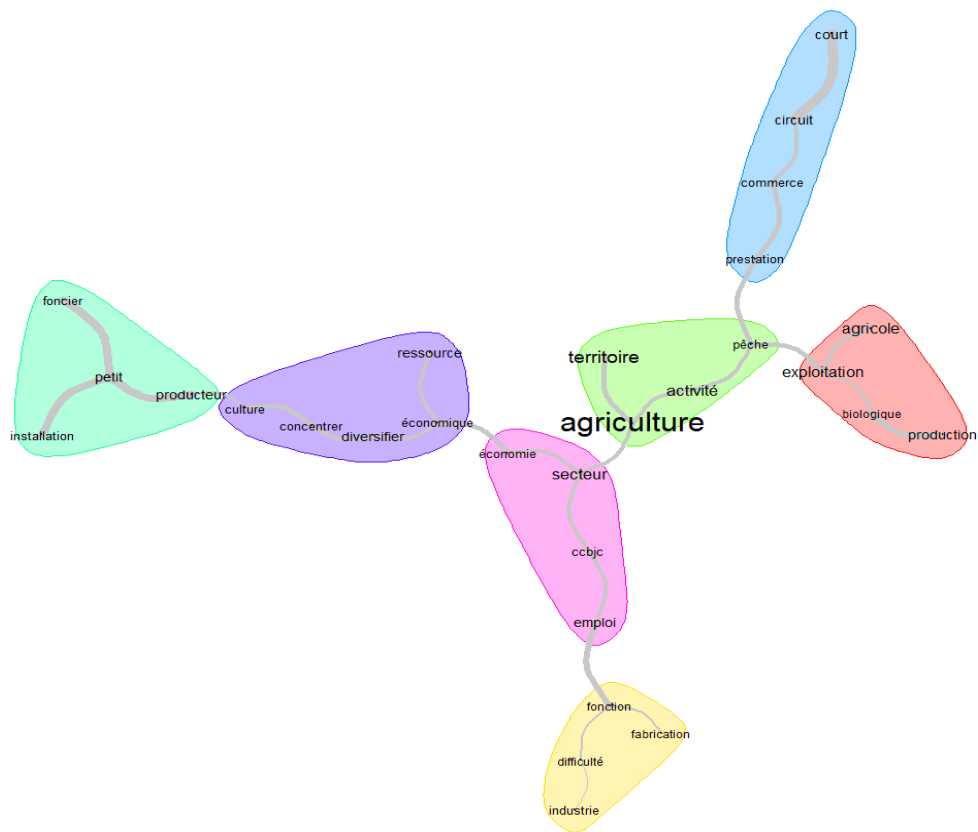 court
circuit
commerce
prestation
foncier
agricole
pêche
ressource
territoire
exploitation
petit
activité
producteur
culture
biologique
économique
agriculture
concentrer
diversifier
installation
production
économie
secteur
ccbjc
emploi
fonction
fabrication
difficulté
industrie